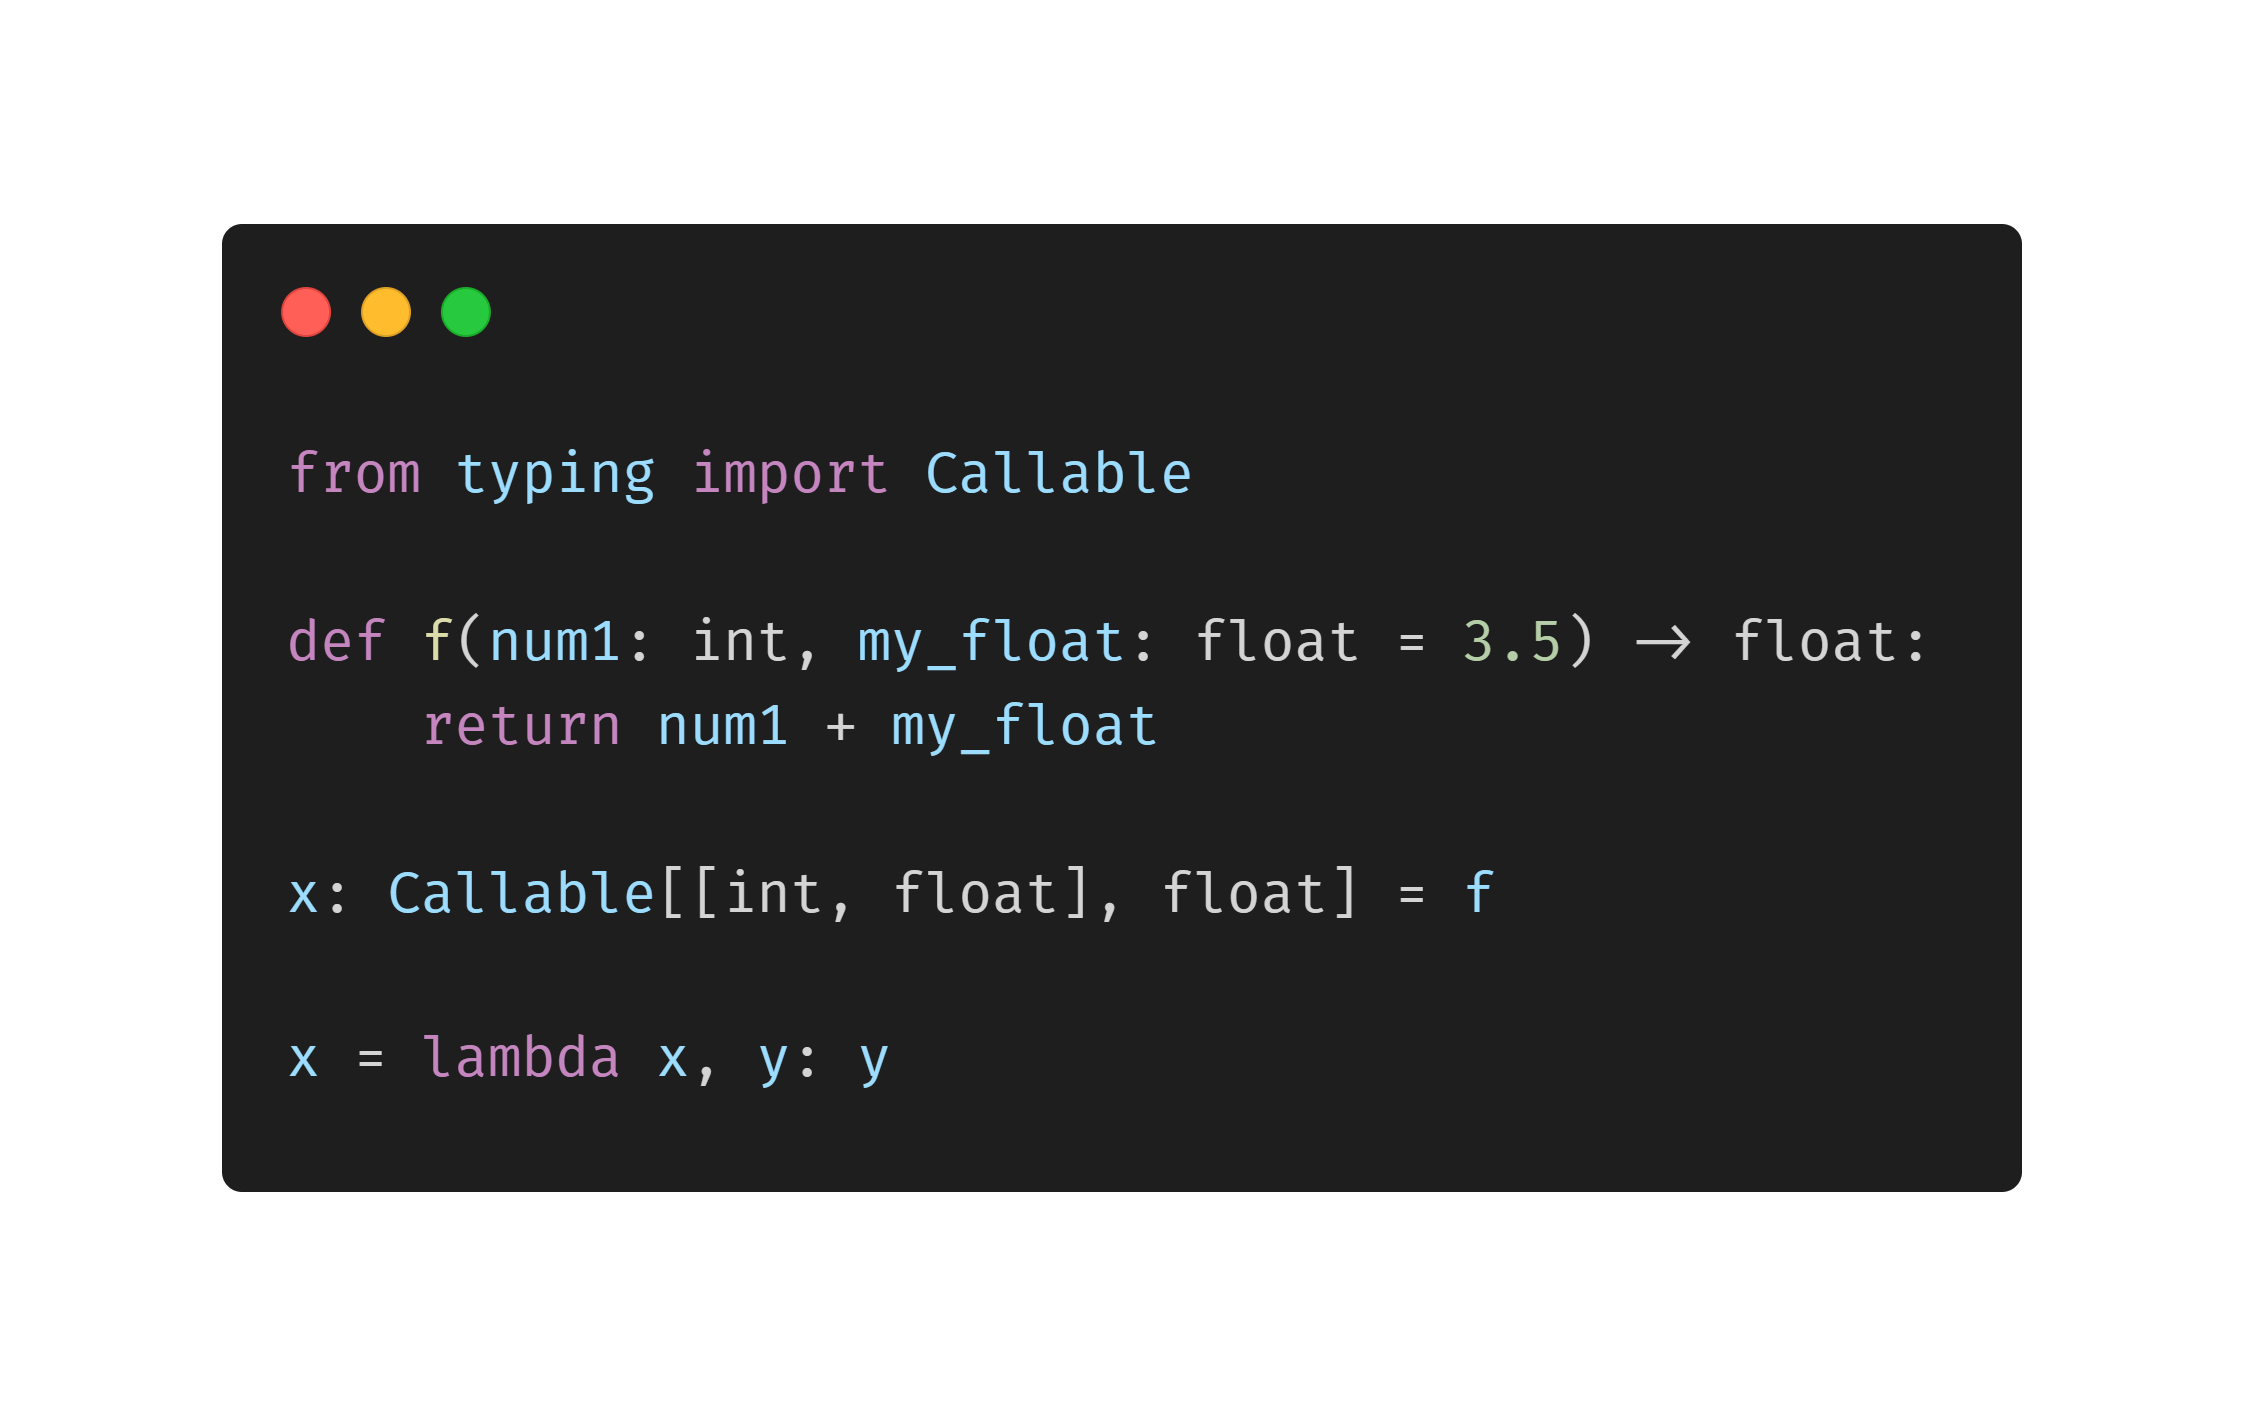 from typing import Callable
def f(num1: int, my_float: float = 3.5) -> float:
    return num1 + my_float
x: Callable[[int, float], float] = f
x = lambda x, y: y